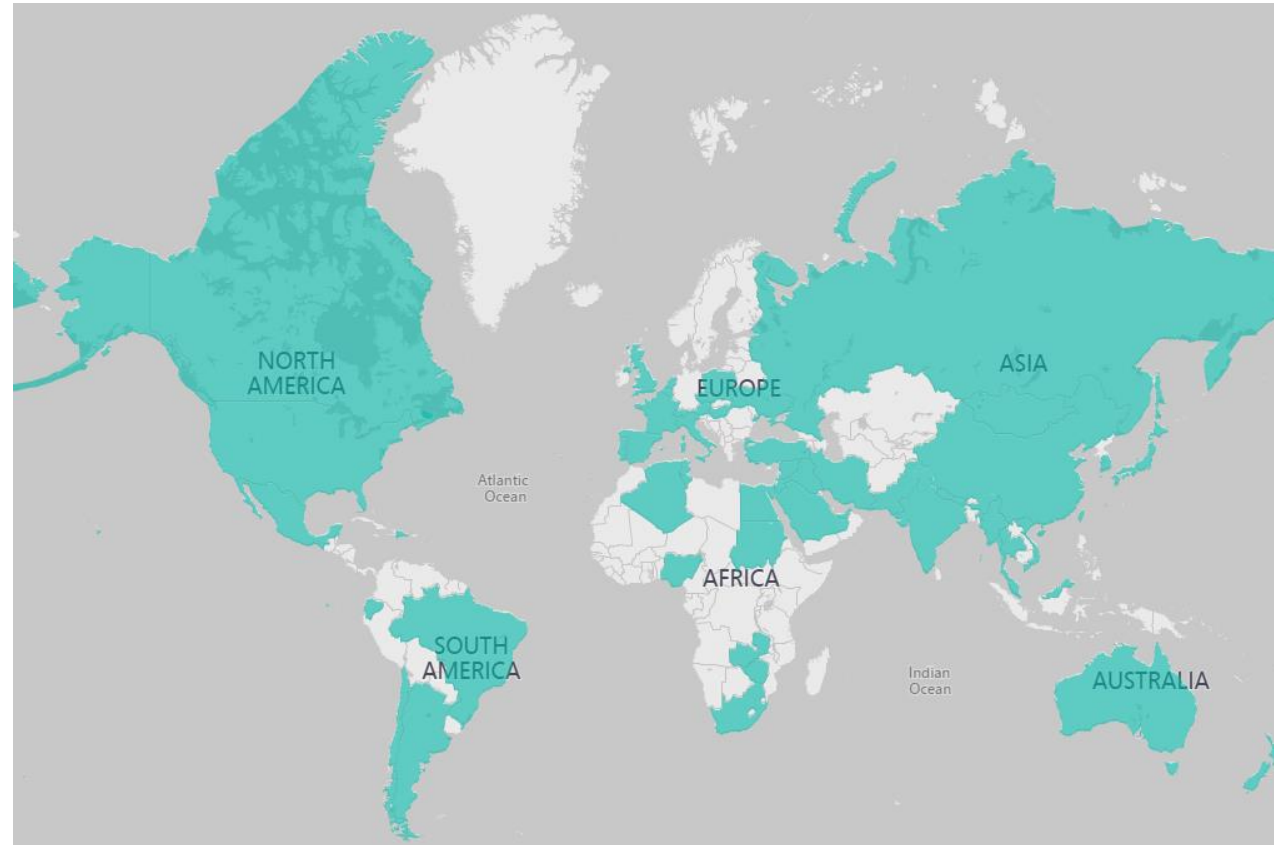 NORTH
AMERICA
EUROPE
ASIA
Atlantic
Ocean
AFRICA
SOUTH
AMERICA
Indian
Ocean
AUSTRALIA